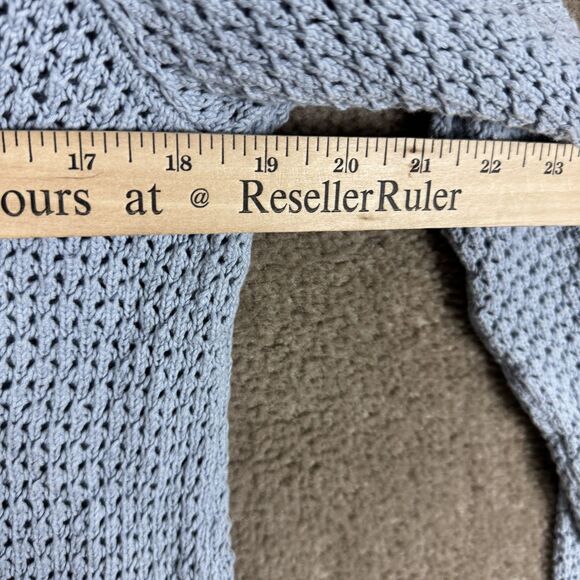 17 18 19 20 21 22 23
ours at @ ResellerRuler